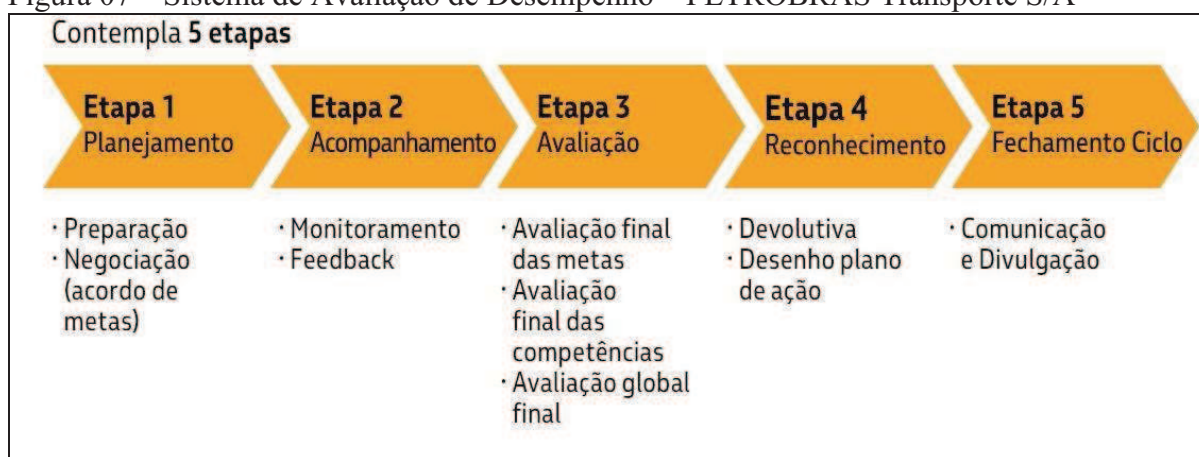 Figura 07 – Sistema de Avaliação de Desempenho – PETROBRAS Transporte S/A
Contempla 5 etapas
Etapa 1
Planejamento
· Preparação
· Negociação
(acordo de
metas)
Etapa 2
Acompanhamento
· Monitoramento
· Feedback
Etapa 3
Avaliação
· Avaliação final
das metas
· Avaliação
final das
competências
· Avaliação global
final
Etapa 4
Reconhecimento
· Devolutiva
· Desenho plano
de ação
Etapa 5
Fechamento Ciclo
· Comunicação
e Divulgação